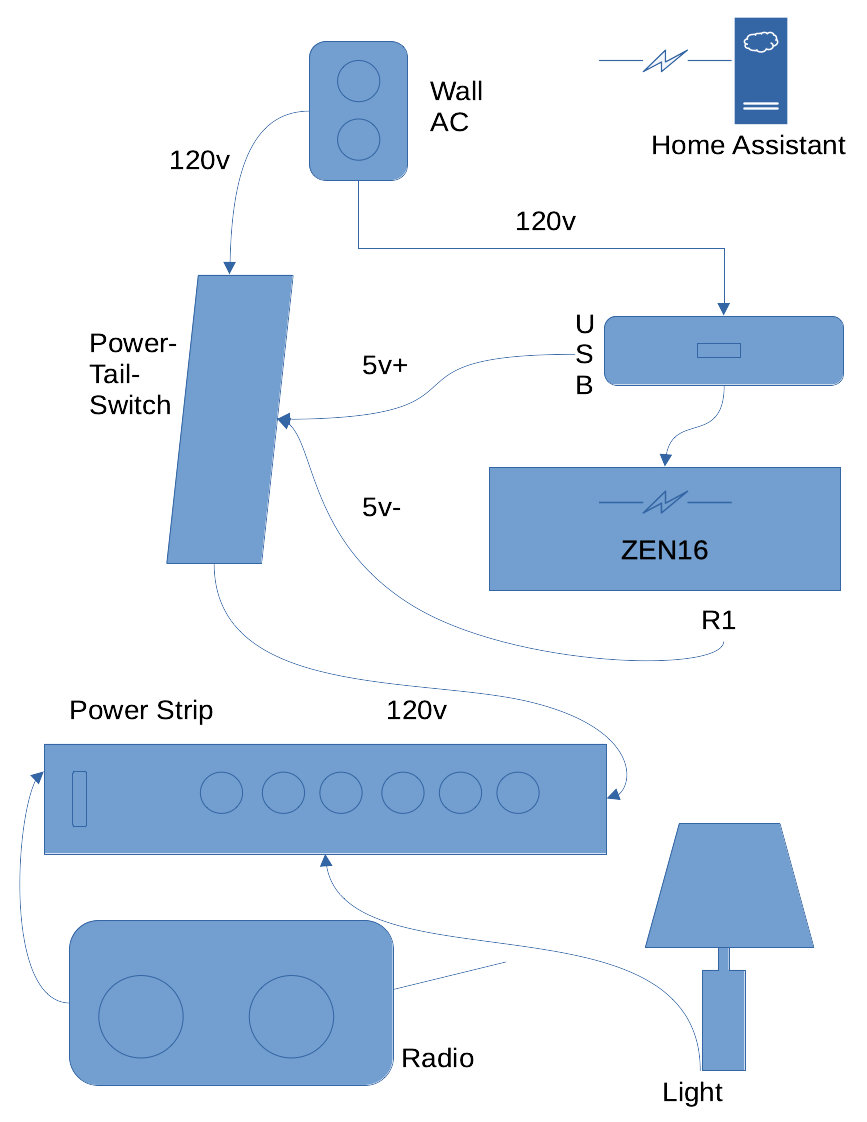 Wall
AC
Home Assistant
120v
120v
U
S
B
Power-
Tail-
Switch
5v+
5v-
ZEN16
R1
Power Strip
120v
Radio
Light